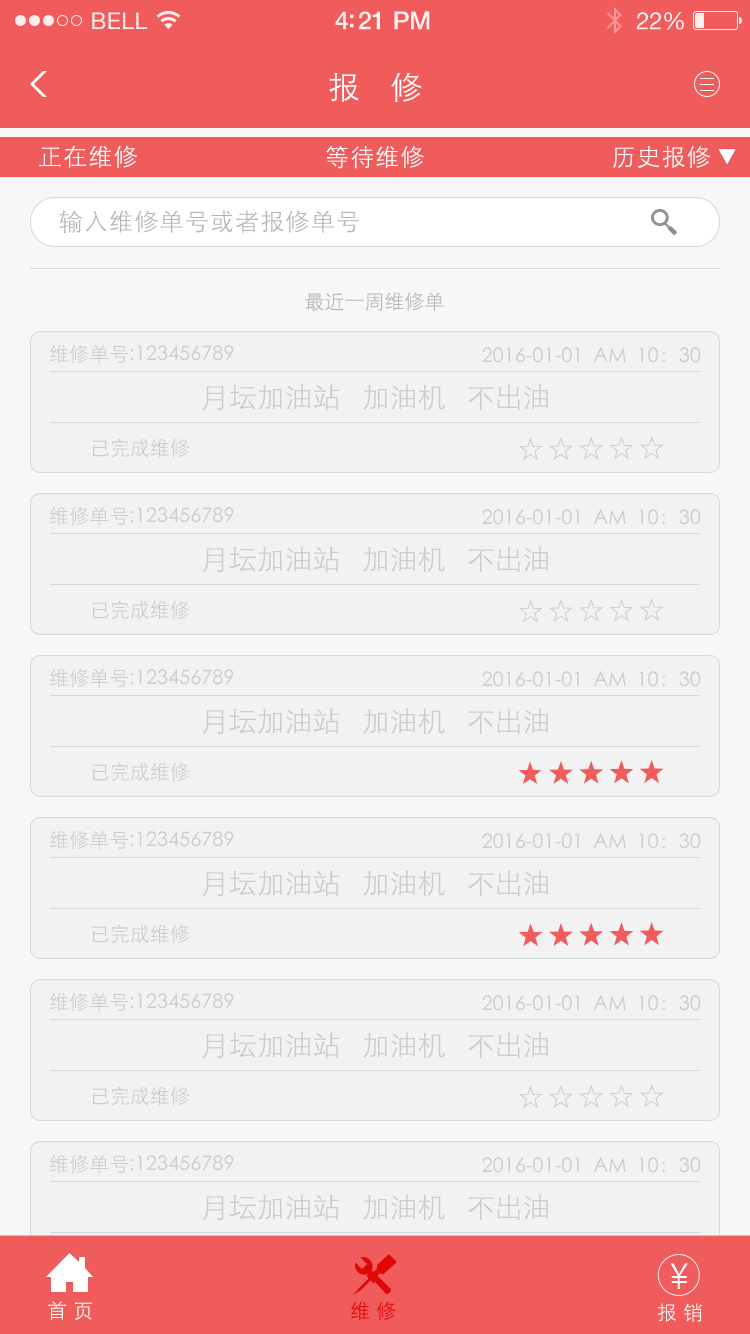 BELL 4:21 PM 22%
报 修
正在维修 等待维修 历史报修▼
输入维修单号或者报修单号
最近一周维修单
维修单号:123456789 2016-01-01 AM 10: 30
月坛加油站 加油机 不出油
已完成维修 ☆☆☆☆☆
维修单号:123456789 2016-01-01 AM 10: 30
月坛加油站 加油机 不出油
已完成维修 ☆☆☆☆☆
维修单号:123456789 2016-01-01 AM 10: 30
月坛加油站 加油机 不出油
已完成维修 ★★★★★
维修单号:123456789 2016-01-01 AM 10: 30
月坛加油站 加油机 不出油
已完成维修 ★★★★★
维修单号:123456789 2016-01-01 AM 10: 30
月坛加油站 加油机 不出油
已完成维修 ☆☆☆☆☆
维修单号:123456789 2016-01-01 AM 10: 30
月坛加油站 加油机 不出油
¥
首 页 维 修 报 销